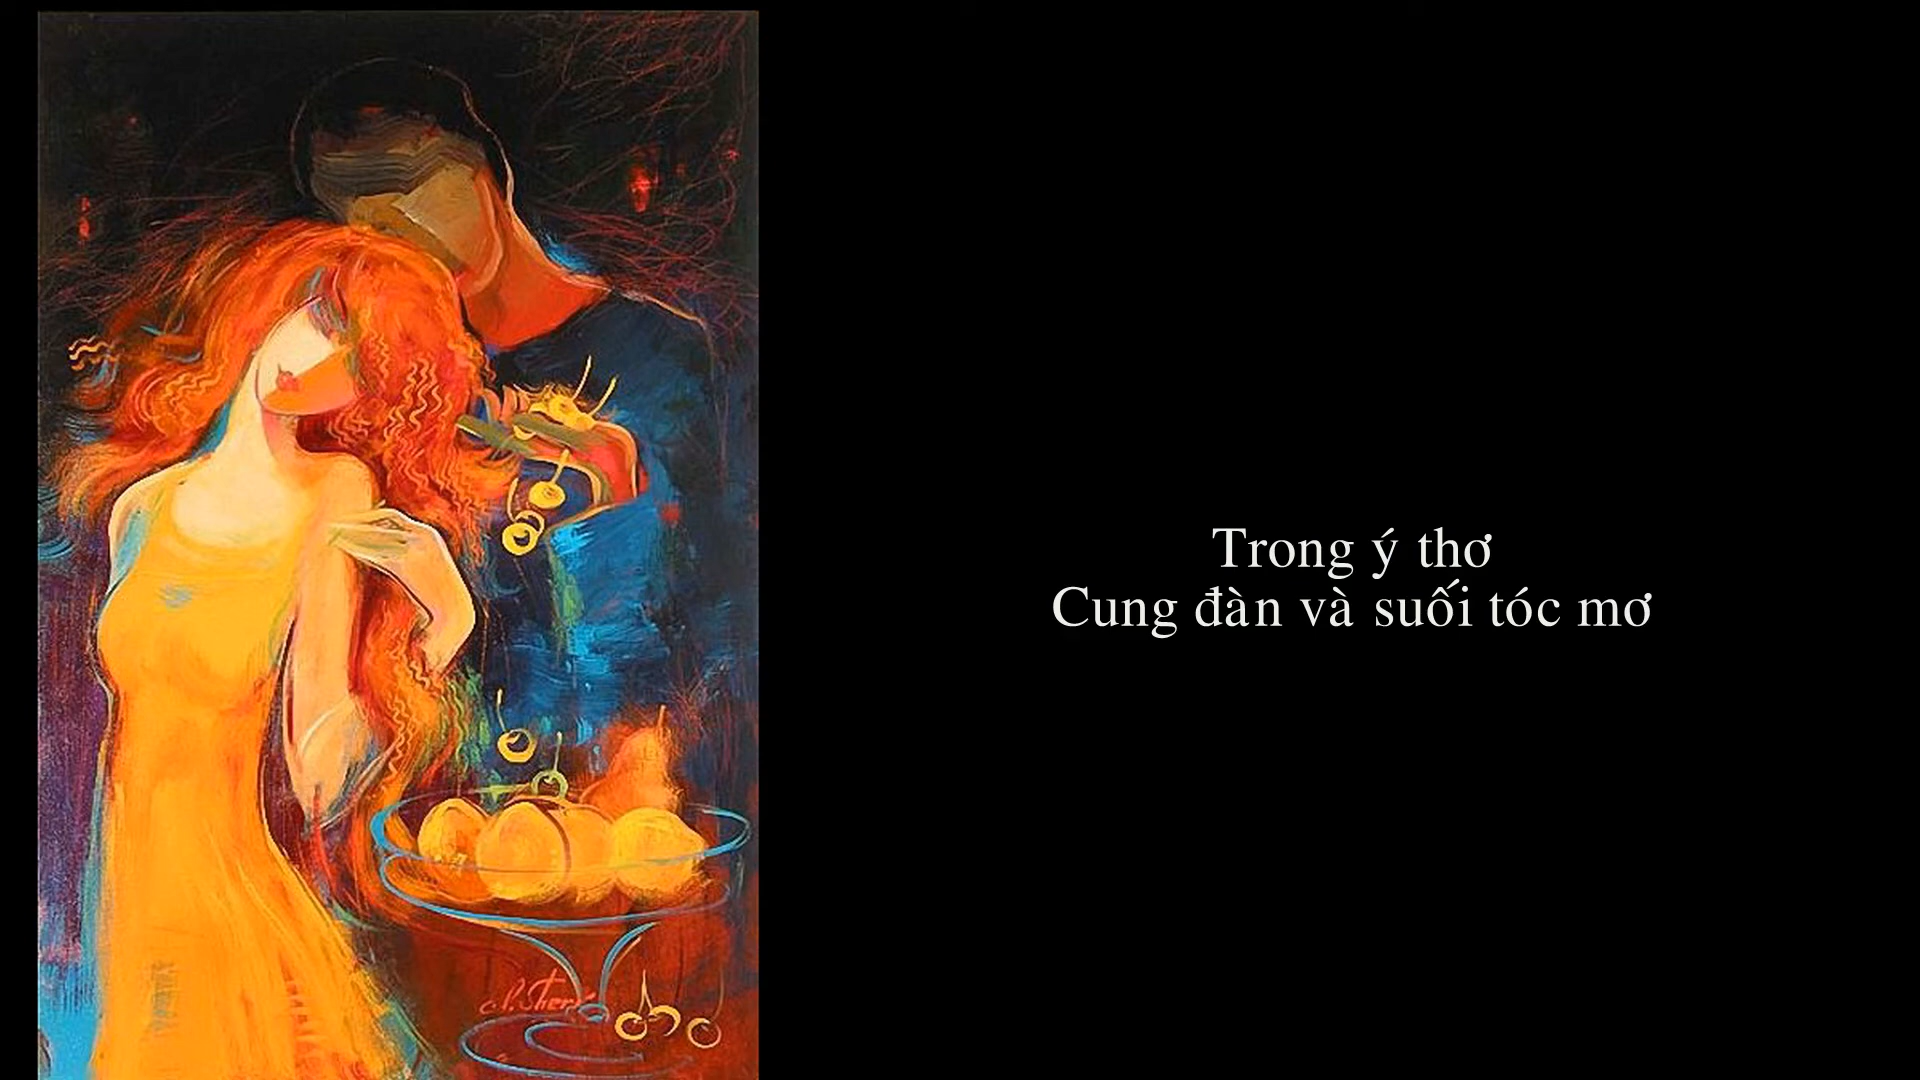 Trong ý thơ
Cung đàn và suối tóc mơ